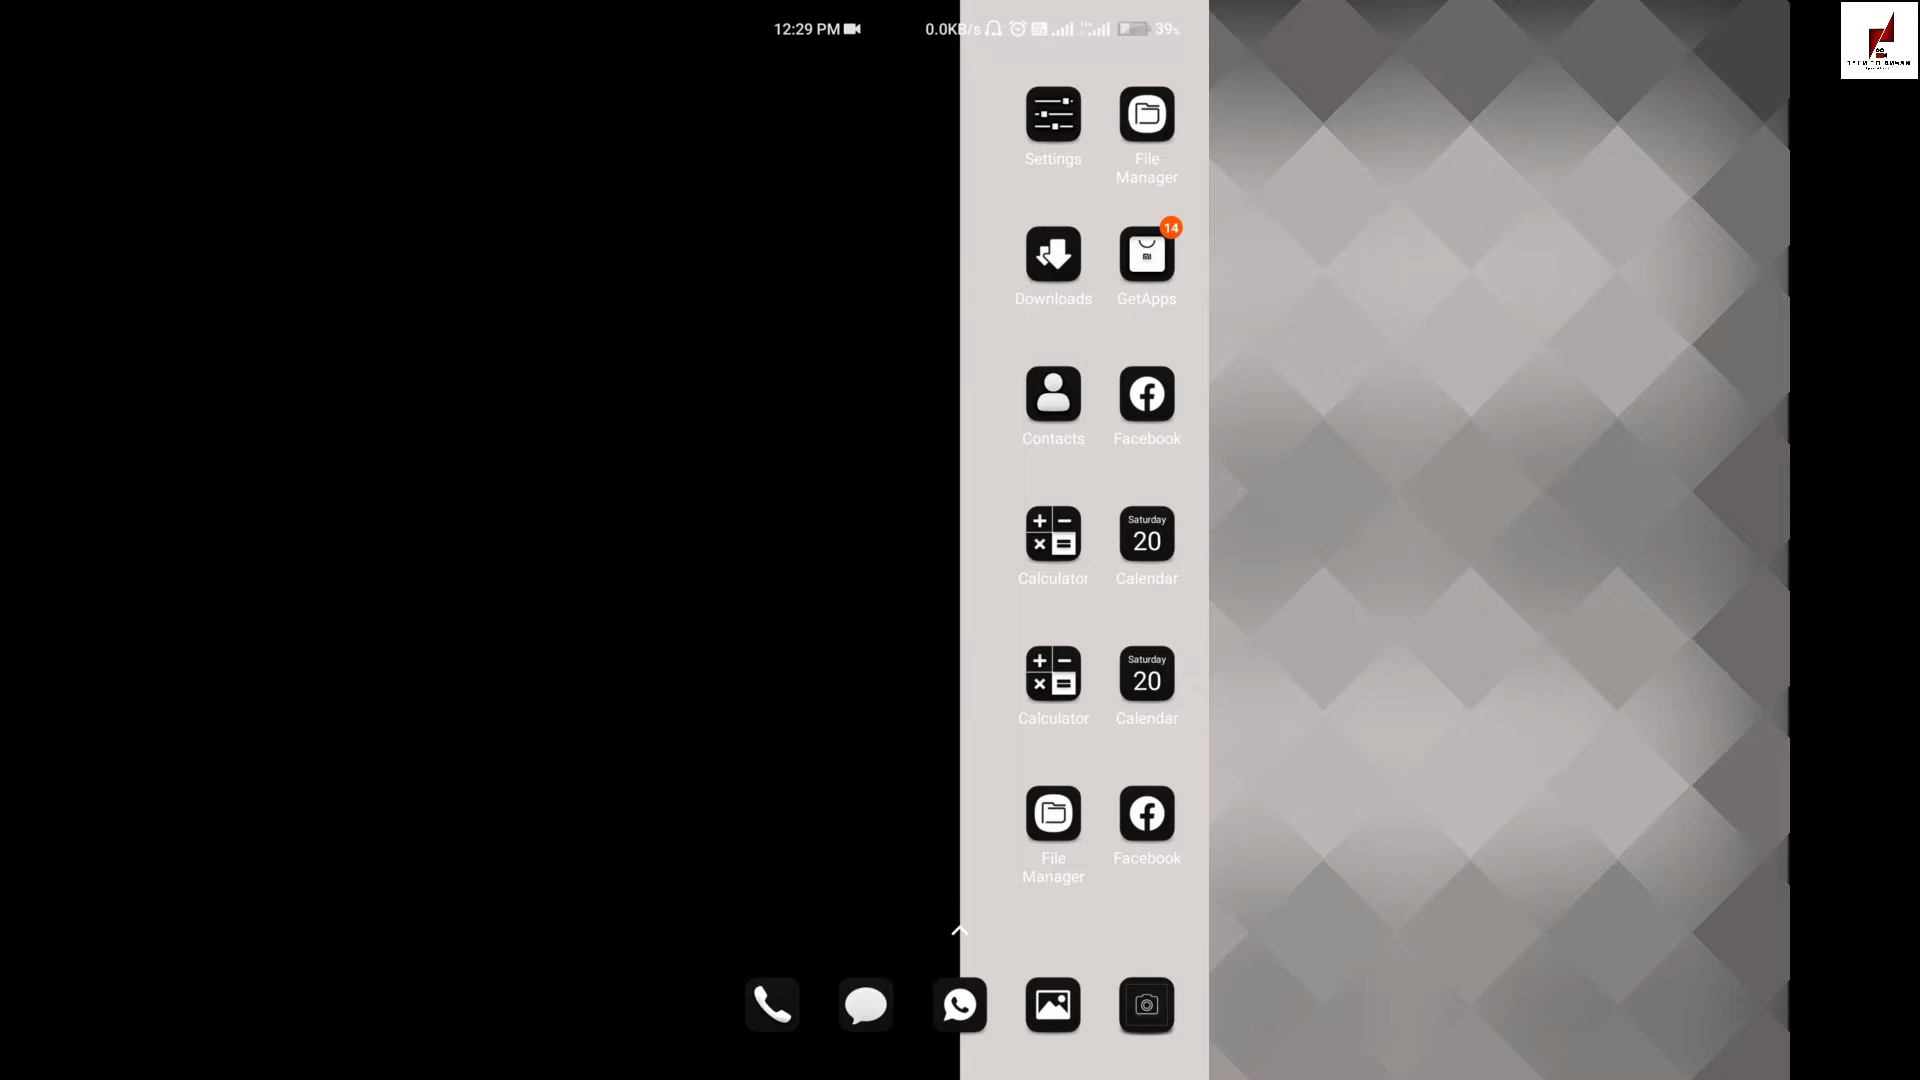 12:29 PM
0.0KB/s
39%
Settings
File
Manager
14
Downloads
GetApps
Contacts
Facebook
Saturday
20
Calculator
Calendar
Saturday
20
Calculator
Calendar
File
Manager
Facebook